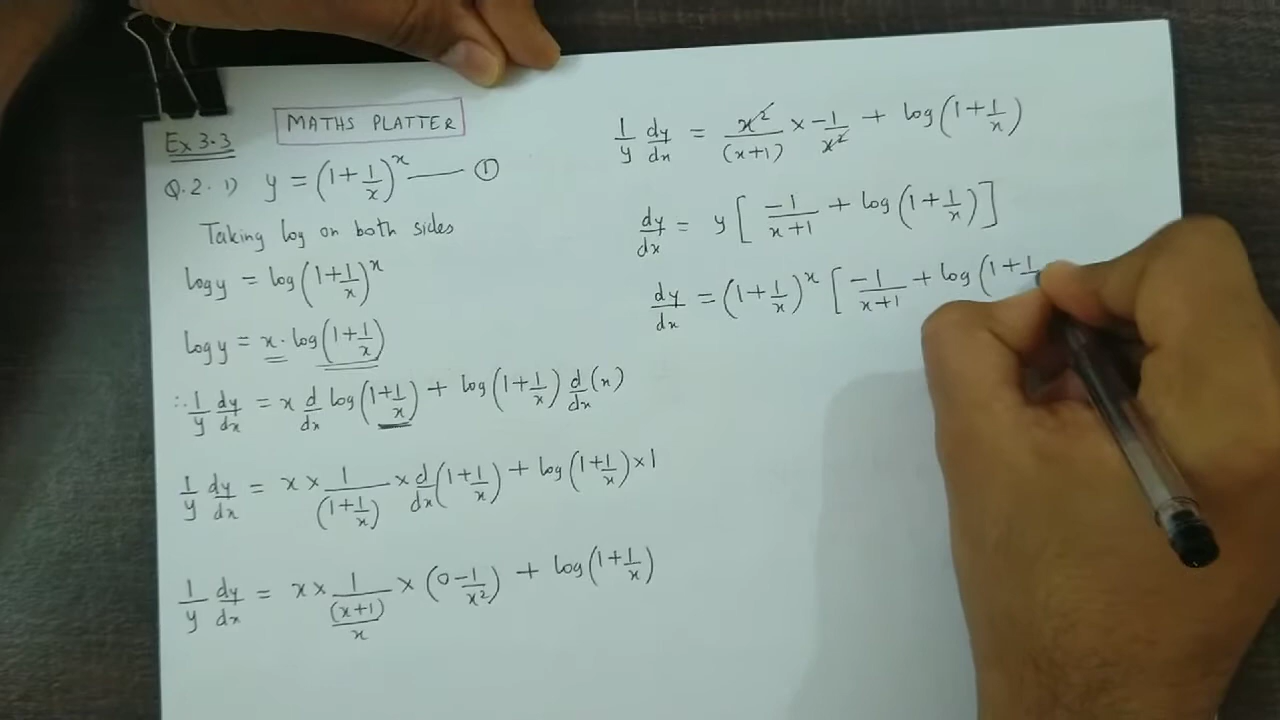 MATHS PLATTER
Ex 3.3
Q.2. 1) y = (1 + 1/x)^x —— ①
Taking log on both sides
log y = log (1 + 1/x)^x
log y = x · log (1 + 1/x)
∴ 1/y dy/dx = x d/dx log (1 + 1/x) + log (1 + 1/x) d/dx (x)
1/y dy/dx = x × 1/(1 + 1/x) × d/dx (1 + 1/x) + log (1 + 1/x) × 1
1/y dy/dx = x × 1/((x+1)/x) × (0 - 1/x²) + log (1 + 1/x)
1/y dy/dx = x²/(x+1) × -1/x² + log (1 + 1/x)
dy/dx = y [ -1/(x+1) + log (1 + 1/x) ]
dy/dx = (1 + 1/x)^x [ -1/(x+1) + log (1 + 1